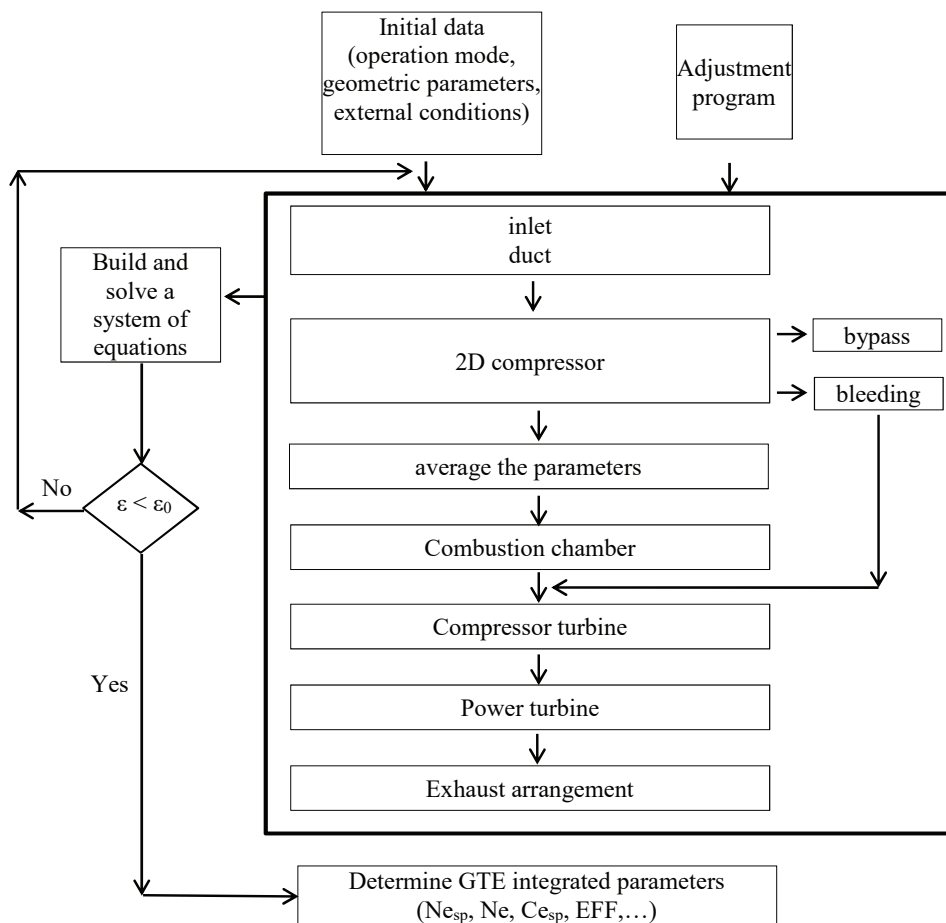 Initial data
(operation mode,
geometric parameters,
external conditions)
Adjustment
program
inlet
duct
Build and
solve a
system of
equations
2D compressor
bypass
bleeding
average the parameters
No
ε < ε₀
Combustion chamber
Compressor turbine
Yes
Power turbine
Exhaust arrangement
Determine GTE integrated parameters
(Neₛₚ, Ne, Ceₛₚ, EFF,…)